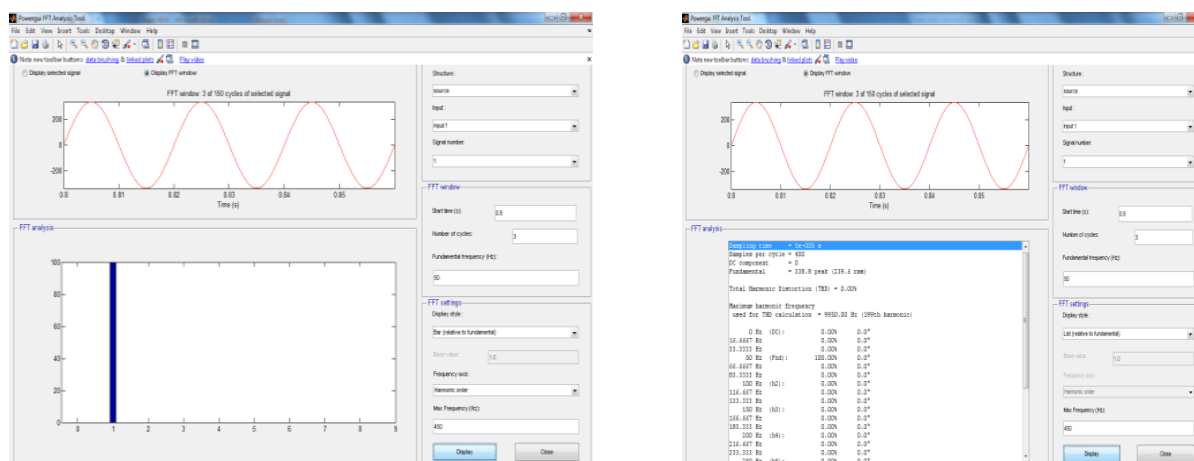 Powergui FFT Analysis Tool.
File Edit View Insert Tools Desktop Window Help
Note new toolbar buttons: data brushing & linked plots Play video
Display selected signal Display FFT window
FFT window: 3 of 150 cycles of selected signal
200
0
-200
0.8 0.81 0.82 0.83 0.84 0.85
Time (s)
FFT analysis
100
80
60
40
20
0
0 1 2 3 4 5 6 7 8 9
Structure :
source
Input :
input 1
Signal number:
1
FFT window
Start time (s): 0.8
Number of cycles: 3
Fundamental frequency (Hz):
50
FFT settings
Display style :
Bar (relative to fundamental)
Base value: 1.0
Frequency axis:
Harmonic order
Max Frequency (Hz):
450
Display Close
Powergui FFT Analysis Tool.
File Edit View Insert Tools Desktop Window Help
Note new toolbar buttons: data brushing & linked plots Play video
Display selected signal Display FFT window
FFT window: 3 of 150 cycles of selected signal
200
0
-200
0.8 0.81 0.82 0.83 0.84 0.85
Time (s)
FFT analysis
Samples per cycle = 400
DC component = 0
Fundamental = 338.8 peak (239.6 rms)
Total Harmonic Distortion (THD) = 0.00%
Maximum harmonic frequency
used for THD calculation = 9950.00 Hz (199th harmonic)
0 Hz (DC): 0.00% 0.0°
16.6667 Hz 0.00% 0.0°
33.3333 Hz 0.00% 0.0°
50 Hz (Fnd): 100.00% 0.0°
66.6667 Hz 0.00% 0.0°
83.3333 Hz 0.00% 0.0°
100 Hz (h2): 0.00% 0.0°
116.667 Hz 0.00% 0.0°
133.333 Hz 0.00% 0.0°
150 Hz (h3): 0.00% 0.0°
166.667 Hz 0.00% 0.0°
183.333 Hz 0.00% 0.0°
200 Hz (h4): 0.00% 0.0°
216.667 Hz 0.00% 0.0°
233.333 Hz 0.00% 0.0°
250 Hz (h5): 0.00% 0.0°
Structure :
source
Input :
input 1
Signal number:
1
FFT window
Start time (s): 0.8
Number of cycles: 3
Fundamental frequency (Hz):
50
FFT settings
Display style :
List (relative to fundamental)
Base value: 1.0
Frequency axis:
Harmonic order
Max Frequency (Hz):
450
Display Close